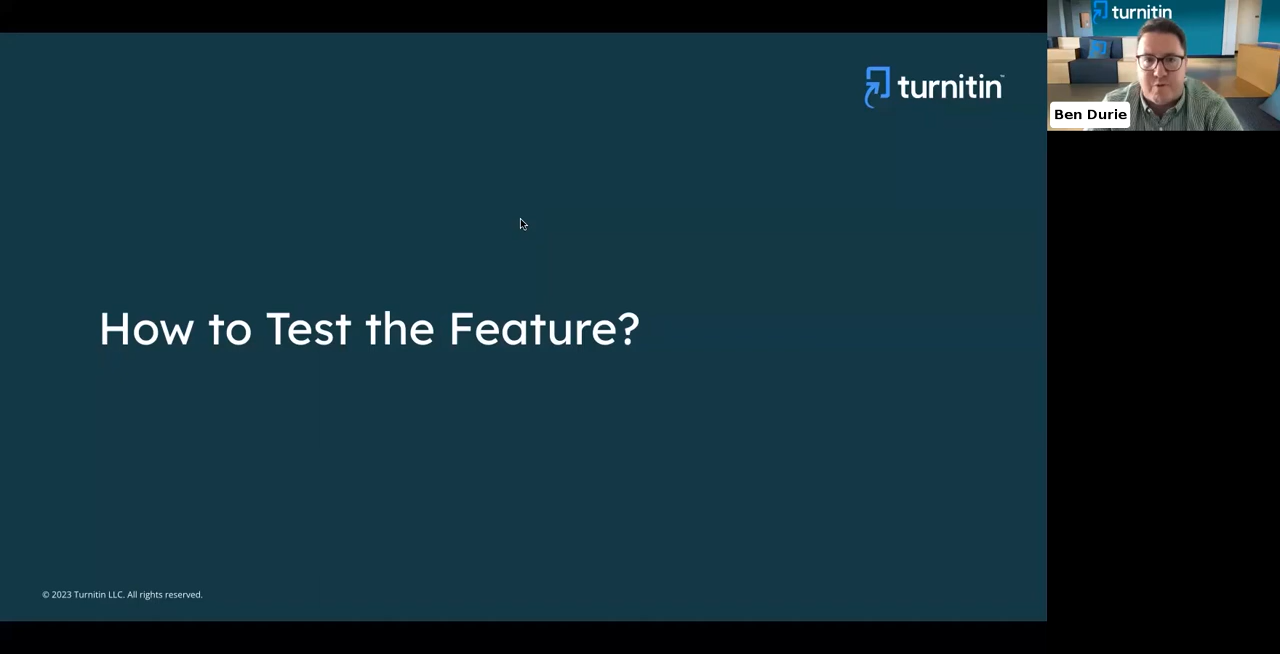 turnitin
turnitin
Ben Durie
How to Test the Feature?
© 2023 Turnitin LLC. All rights reserved.